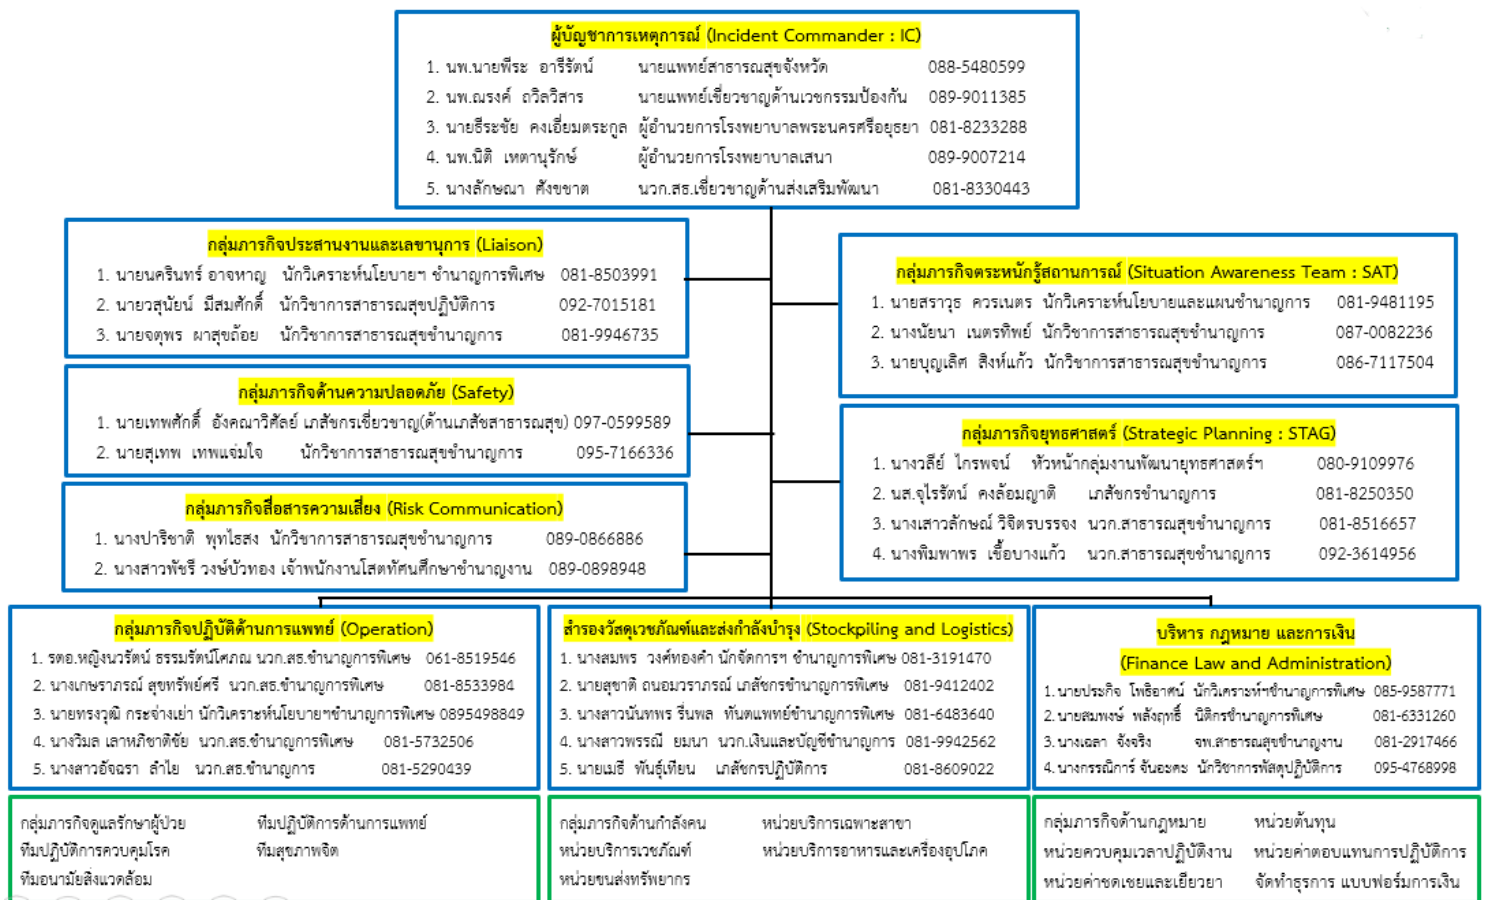 ผู้บัญชาการเหตุการณ์ (Incident Commander : IC)
1. นพ.นายพีระ อารีรัตน์ นายแพทย์สาธารณสุขจังหวัด 088-5480599
2. นพ.ณรงค์ ถวิลวิสาร นายแพทย์เชี่ยวชาญด้านเวชกรรมป้องกัน 089-9011385
3. นายธีระชัย คงเอี่ยมตระกูล ผู้อำนวยการโรงพยาบาลพระนครศรีอยุธยา 081-8233288
4. นพ.นิติ เหตานุรักษ์ ผู้อำนวยการโรงพยาบาลเสนา 089-9007214
5. นางลักษณา ศังขชาต นวก.สธ.เชี่ยวชาญด้านส่งเสริมพัฒนา 081-8330443
กลุ่มภารกิจประสานงานและเลขานุการ (Liaison)
1. นายนครินทร์ อาจหาญ นักวิเคราะห์นโยบายฯ ชำนาญการพิเศษ 081-8503991
2. นายวสุนัยน์ มีสมศักดิ์ นักวิชาการสาธารณสุขปฏิบัติการ 092-7015181
3. นายจตุพร ผาสุขถ้อย นักวิชาการสาธารณสุขชำนาญการ 081-9946735
กลุ่มภารกิจตระหนักรู้สถานการณ์ (Situation Awareness Team : SAT)
1. นายสราวุธ ควรเนตร นักวิเคราะห์นโยบายและแผนชำนาญการ 081-9481195
2. นางนัยนา เนตรทิพย์ นักวิชาการสาธารณสุขชำนาญการ 087-0082236
3. นายบุญเลิศ สิงห์แก้ว นักวิชาการสาธารณสุขชำนาญการ 086-7117504
กลุ่มภารกิจด้านความปลอดภัย (Safety)
1. นายเทพศักดิ์ อังคณาวิศัลย์ เภสัชกรเชี่ยวชาญ(ด้านเภสัชสาธารณสุข) 097-0599589
2. นายสุเทพ เทพแจ่มใจ นักวิชาการสาธารณสุขชำนาญการ 095-7166336
กลุ่มภารกิจยุทธศาสตร์ (Strategic Planning : STAG)
1. นางวลีย์ ไกรพจน์ หัวหน้ากลุ่มงานพัฒนายุทธศาสตร์ฯ 080-9109976
2. นส.จุไรรัตน์ คงล้อมญาติ เภสัชกรชำนาญการ 081-8250350
3. นางเสาวลักษณ์ วิจิตรบรรจง นวก.สาธารณสุขชำนาญการ 081-8516657
4. นางพิมพาพร เชื้อบางแก้ว นวก.สาธารณสุขชำนาญการ 092-3614956
กลุ่มภารกิจสื่อสารความเสี่ยง (Risk Communication)
1. นางปาริชาติ พุทไธสง นักวิชาการสาธารณสุขชำนาญการ 089-0866886
2. นางสาวพัชรี วงษ์บัวทอง เจ้าพนักงานโสตทัศนศึกษาชำนาญงาน 089-0898948
กลุ่มภารกิจปฏิบัติด้านการแพทย์ (Operation)
1. รตอ.หญิงนวรัตน์ ธรรมรัตน์โศภณ นวก.สธ.ชำนาญการพิเศษ 061-8519546
2. นางเกษราภรณ์ สุขทรัพย์ศรี นวก.สธ.ชำนาญการพิเศษ 081-8533984
3. นายทรงวุฒิ กระจ่างเย่า นักวิเคราะห์นโยบายฯชำนาญการพิเศษ 0895498849
4. นางวิมล เลาหภิชาติชัย นวก.สธ.ชำนาญการพิเศษ 081-5732506
5. นางสาวอัจฉรา ลำไย นวก.สธ.ชำนาญการ 081-5290439
สำรองวัสดุเวชภัณฑ์และส่งกำลังบำรุง (Stockpiling and Logistics)
1. นางสมพร วงศ์ทองคำ นักจัดการฯ ชำนาญการพิเศษ 081-3191470
2. นายสุชาติ ถนอมวราภรณ์ เภสัชกรชำนาญการพิเศษ 081-9412402
3. นางสาวนันทพร รื่นพล ทันตแพทย์ชำนาญการพิเศษ 081-6483640
4. นางสาวพรรณี ยมนา นวก.เงินและบัญชีชำนาญการ 081-9942562
5. นายเมธี พันธุ์เทียน เภสัชกรปฏิบัติการ 081-8609022
บริหาร กฎหมาย และการเงิน
(Finance Law and Administration)
1.นายประกิจ โพธิอาศน์ นักวิเคราะห์ฯชำนาญการพิเศษ 085-9587771
2.นายสมพงษ์ พลังฤทธิ์ นิติกรชำนาญการพิเศษ 081-6331260
3.นางเฉลา จังจริง จพ.สาธารณสุขชำนาญงาน 081-2917466
4.นางกรรณิการ์ จันอะคะ นักวิชาการพัสดุปฏิบัติการ 095-4768998
กลุ่มภารกิจดูแลรักษาผู้ป่วย ทีมปฏิบัติการด้านการแพทย์
ทีมปฏิบัติการควบคุมโรค ทีมสุขภาพจิต
ทีมอนามัยสิ่งแวดล้อม
กลุ่มภารกิจด้านกำลังคน หน่วยบริการเฉพาะสาขา
หน่วยบริการเวชภัณฑ์ หน่วยบริการอาหารและเครื่องอุปโภค
หน่วยขนส่งทรัพยากร
กลุ่มภารกิจด้านกฎหมาย หน่วยต้นทุน
หน่วยควบคุมเวลาปฏิบัติงาน หน่วยค่าตอบแทนการปฏิบัติการ
หน่วยค่าชดเชยและเยียวยา จัดทำธุรการ แบบฟอร์มการเงิน